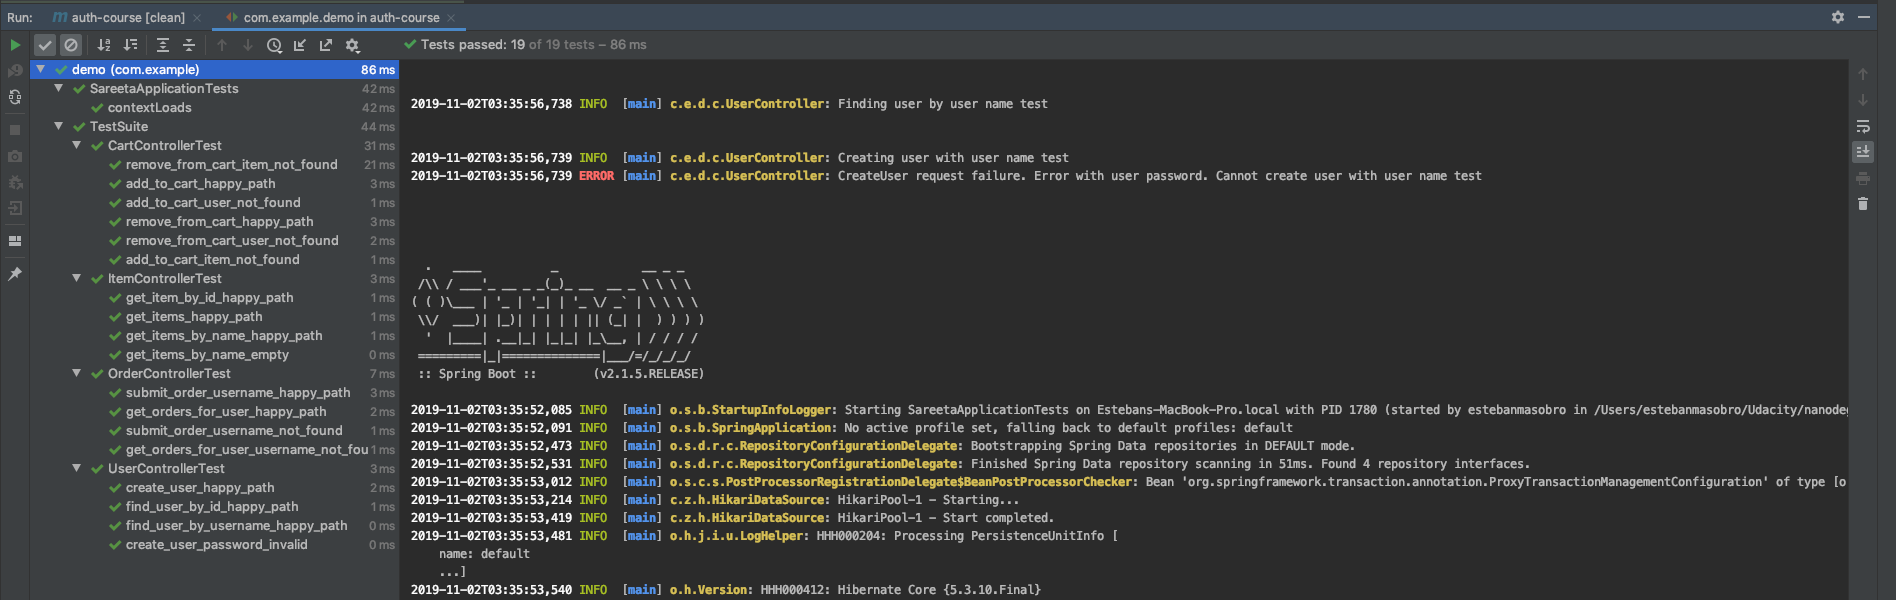 Run: auth-course [clean] × com.example.demo in auth-course ×
Tests passed: 19 of 19 tests – 86 ms
demo (com.example) 86 ms
SareetaApplicationTests 42 ms
contextLoads 42 ms
TestSuite 44 ms
CartControllerTest 31 ms
remove_from_cart_item_not_found 21 ms
add_to_cart_happy_path 3 ms
add_to_cart_user_not_found 1 ms
remove_from_cart_happy_path 3 ms
remove_from_cart_user_not_found 2 ms
add_to_cart_item_not_found 1 ms
ItemControllerTest 3 ms
get_item_by_id_happy_path 1 ms
get_items_happy_path 1 ms
get_items_by_name_happy_path 1 ms
get_items_by_name_empty 0 ms
OrderControllerTest 7 ms
submit_order_username_happy_path 3 ms
get_orders_for_user_happy_path 2 ms
submit_order_username_not_found 1 ms
get_orders_for_user_username_not_fou 1 ms
UserControllerTest 3 ms
create_user_happy_path 2 ms
find_user_by_id_happy_path 1 ms
find_user_by_username_happy_path 0 ms
create_user_password_invalid 0 ms
2019-11-02T03:35:56,738 INFO [main] c.e.d.c.UserController: Finding user by user name test
2019-11-02T03:35:56,739 INFO [main] c.e.d.c.UserController: Creating user with user name test
2019-11-02T03:35:56,739 ERROR [main] c.e.d.c.UserController: CreateUser request failure. Error with user password. Cannot create user with user name test
:: Spring Boot :: (v2.1.5.RELEASE)
2019-11-02T03:35:52,085 INFO [main] o.s.b.StartupInfoLogger: Starting SareetaApplicationTests on Estebans-MacBook-Pro.local with PID 1780 (started by estebanmasobro in /Users/estebanmasobro/Udacity/nanode
2019-11-02T03:35:52,091 INFO [main] o.s.b.SpringApplication: No active profile set, falling back to default profiles: default
2019-11-02T03:35:52,473 INFO [main] o.s.d.r.c.RepositoryConfigurationDelegate: Bootstrapping Spring Data repositories in DEFAULT mode.
2019-11-02T03:35:52,531 INFO [main] o.s.d.r.c.RepositoryConfigurationDelegate: Finished Spring Data repository scanning in 51ms. Found 4 repository interfaces.
2019-11-02T03:35:53,012 INFO [main] o.s.c.s.PostProcessorRegistrationDelegate$BeanPostProcessorChecker: Bean 'org.springframework.transaction.annotation.ProxyTransactionManagementConfiguration' of type [o
2019-11-02T03:35:53,214 INFO [main] c.z.h.HikariDataSource: HikariPool-1 - Starting...
2019-11-02T03:35:53,419 INFO [main] c.z.h.HikariDataSource: HikariPool-1 - Start completed.
2019-11-02T03:35:53,481 INFO [main] o.h.j.i.u.LogHelper: HHH000204: Processing PersistenceUnitInfo [
name: default
...]
2019-11-02T03:35:53,540 INFO [main] o.h.Version: HHH000412: Hibernate Core {5.3.10.Final}